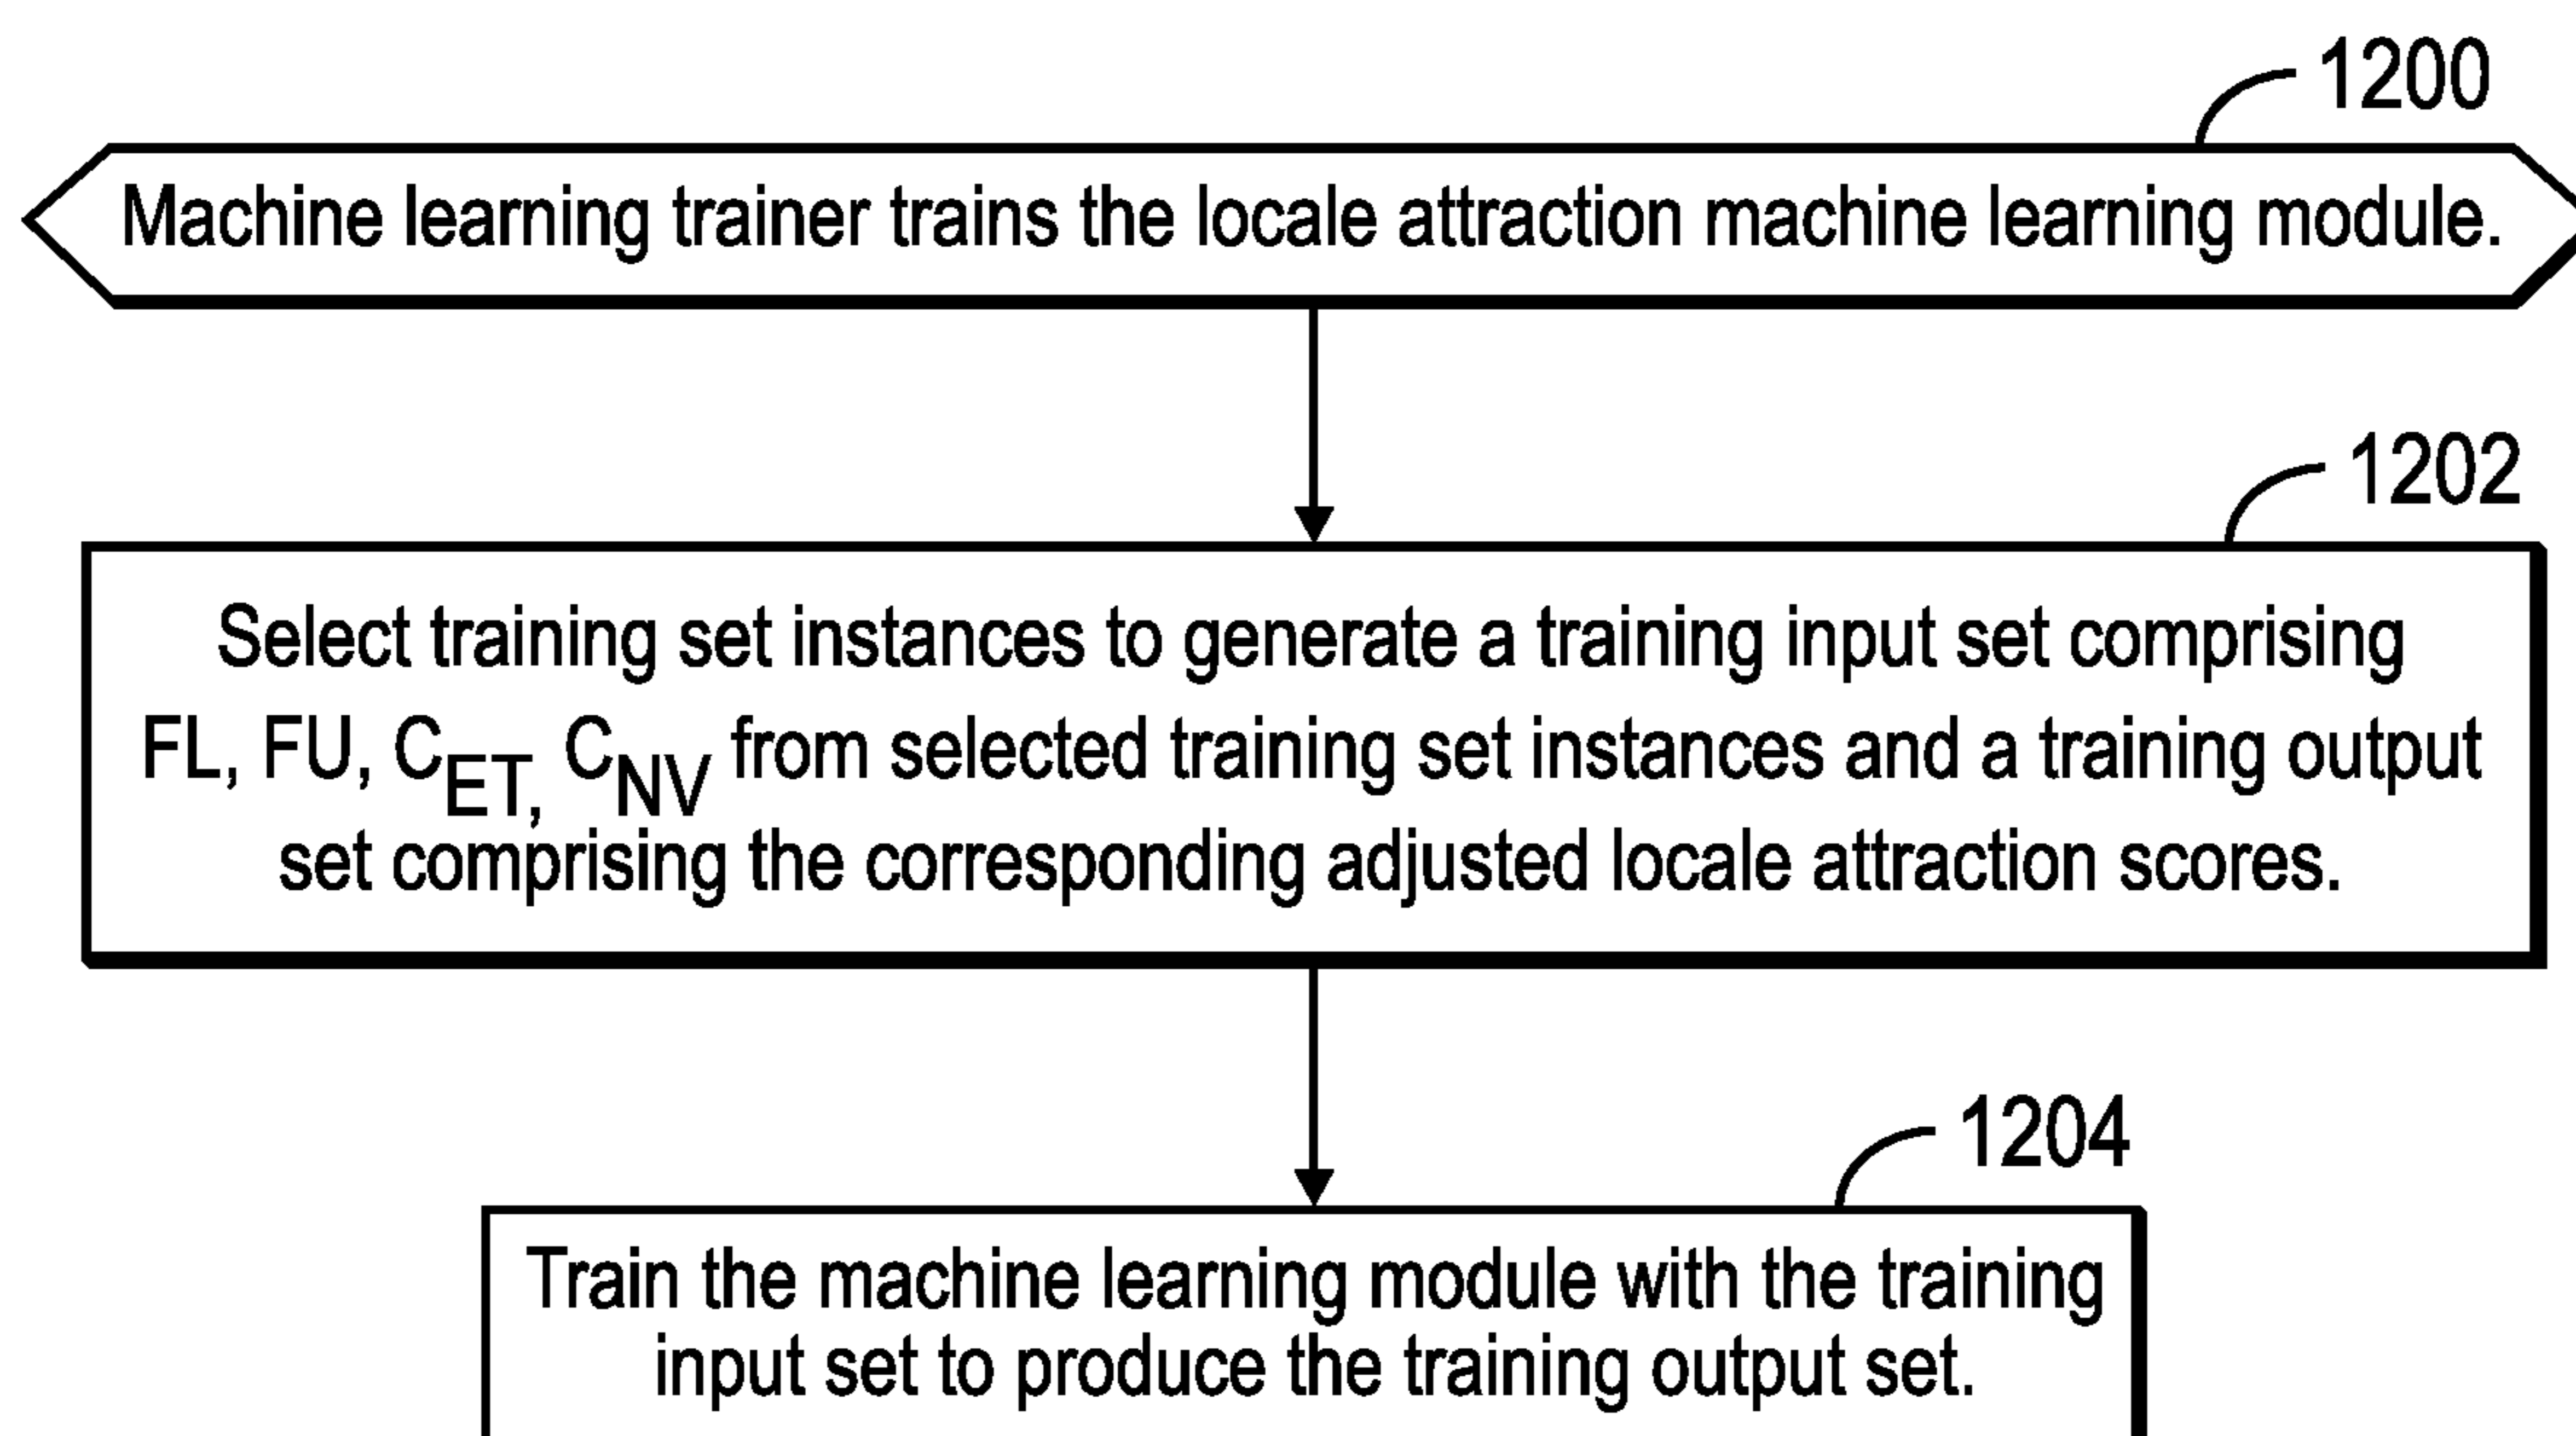 1200
Machine learning trainer trains the locale attraction machine learning module.
1202
Select training set instances to generate a training input set comprising
FL, FU, C_ET, C_NV from selected training set instances and a training output
set comprising the corresponding adjusted locale attraction scores.
1204
Train the machine learning module with the training
input set to produce the training output set.